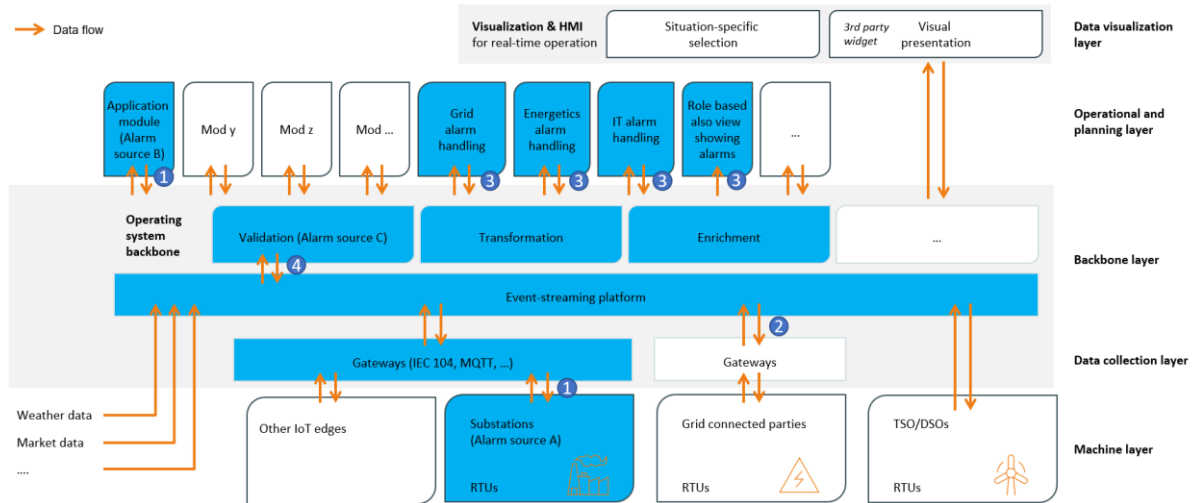 Data flow
Visualization & HMI
for real-time operation
Situation-specific
selection
3rd party
widget
Visual
presentation
Data visualization
layer
Application
module
(Alarm
source B)
Mod y
Mod z
Mod ...
Grid
alarm
handling
Energetics
alarm
handling
IT alarm
handling
Role based
also view
showing
alarms
...
Operational and
planning layer
1
3
3
3
3
Operating
system
backbone
Validation (Alarm source C)
Transformation
Enrichment
...
Backbone layer
4
Event-streaming platform
2
Gateways (IEC 104, MQTT, ...)
Gateways
Data collection layer
1
Weather data
Market data
....
Other IoT edges
Substations
(Alarm source A)
RTUs
Grid connected parties
RTUs
TSO/DSOs
RTUs
Machine layer